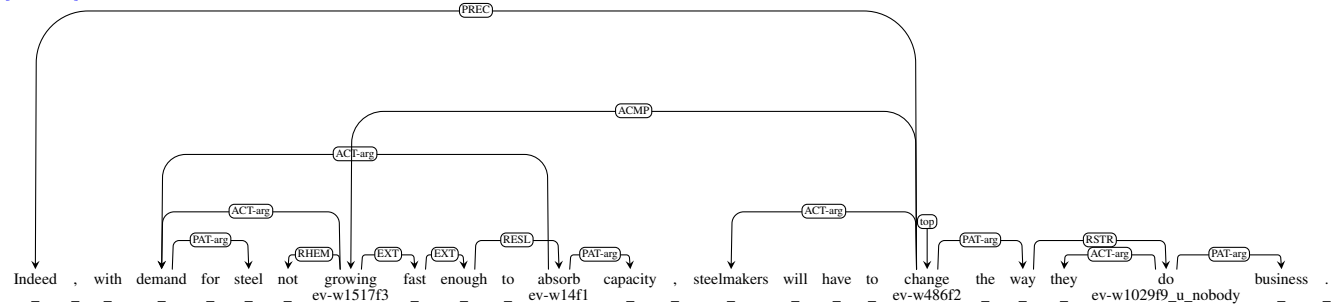 PREC
ACMP
ACT-arg
ACT-arg ACT-arg top
PAT-arg RHEM EXT EXT RESL PAT-arg PAT-arg RSTR ACT-arg PAT-arg
Indeed , with demand for steel not growing fast enough to absorb capacity , steelmakers will have to change the way they do business .
_ _ _ _ _ _ _ ev-w1517f3 _ _ _ ev-w14f1 _ _ _ _ _ _ ev-w486f2 _ _ _ ev-w1029f9_u_nobody _ _